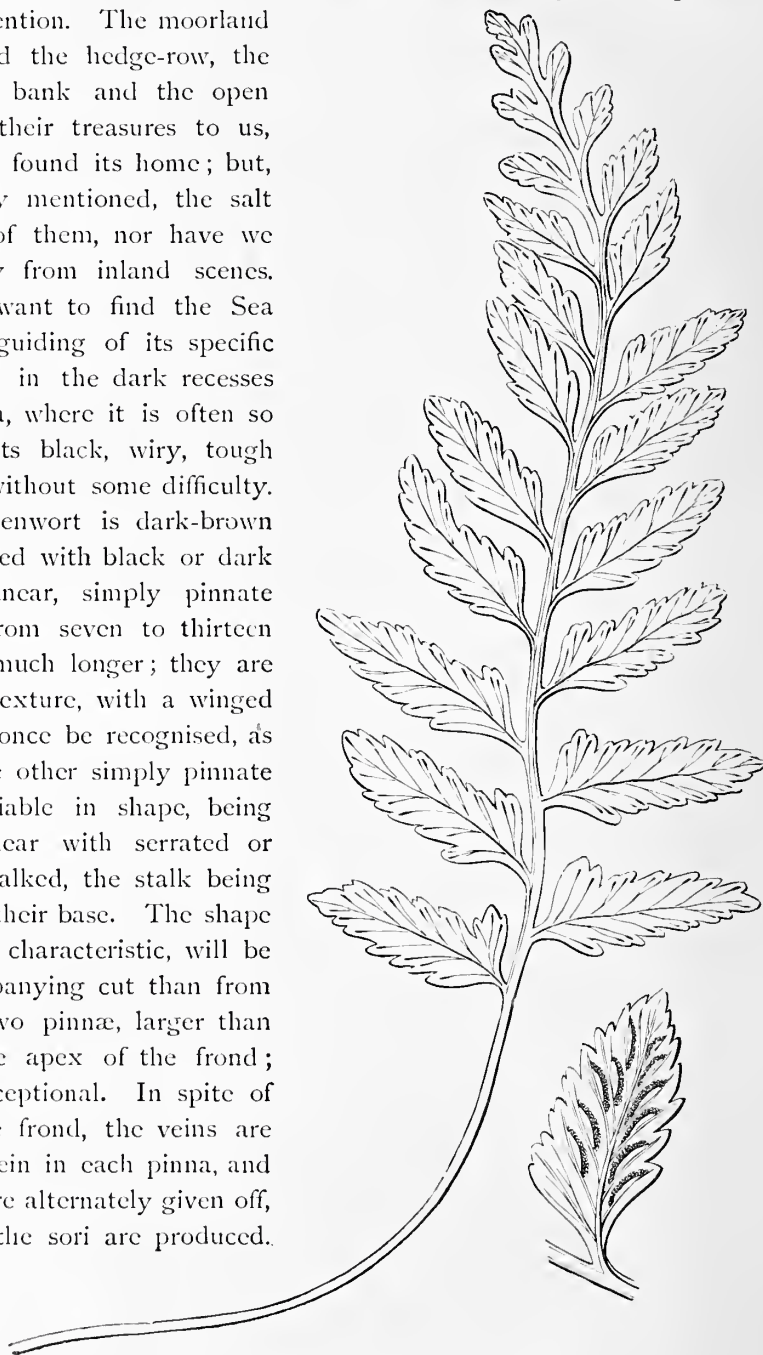 ention. The moorland
d the hedge-row, the
bank and the open
their treasures to us,
found its home; but,
y mentioned, the salt
of them, nor have we
y from inland scenes.
want to find the Sea
guiding of its specific
in the dark recesses
a, where it is often so
ts black, wiry, tough
vithout some difficulty.
enwort is dark-brown
ed with black or dark
near, simply pinnate
rom seven to thirteen
much longer; they are
exture, with a winged
once be recognised, as
e other simply pinnate
iable in shape, being
ear with serrated or
alked, the stalk being
heir base. The shape
characteristic, will be
panying cut than from
vo pinnæ, larger than
e apex of the frond;
ceptional. In spite of
e frond, the veins are
ein in each pinna, and
re alternately given off,
the sori are produced.